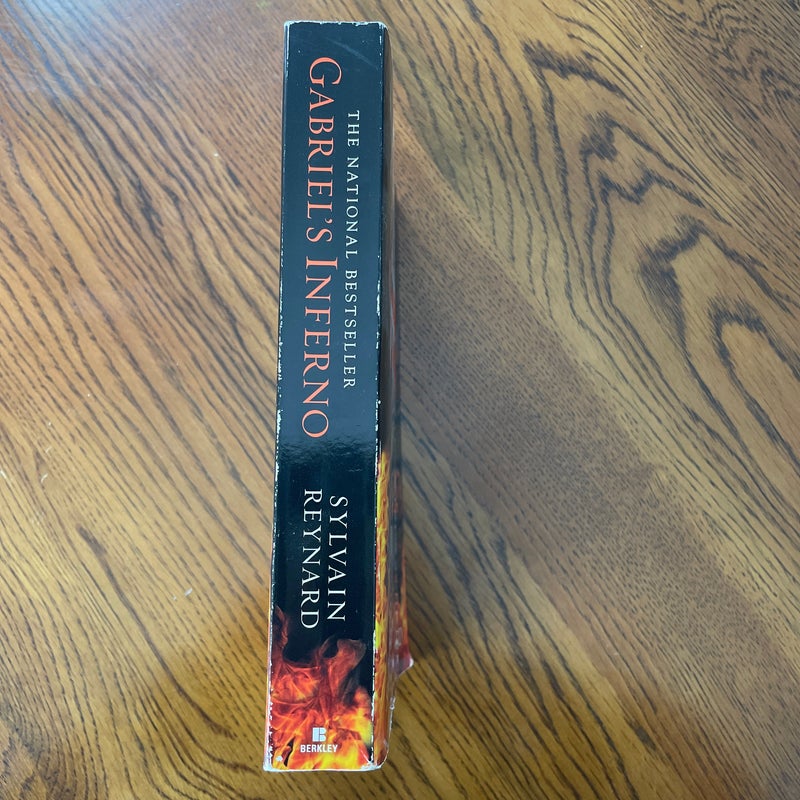 THE NATIONAL BESTSELLER
GABRIEL'S INFERNO
SYLVAIN
REYNARD
B
BERKLEY